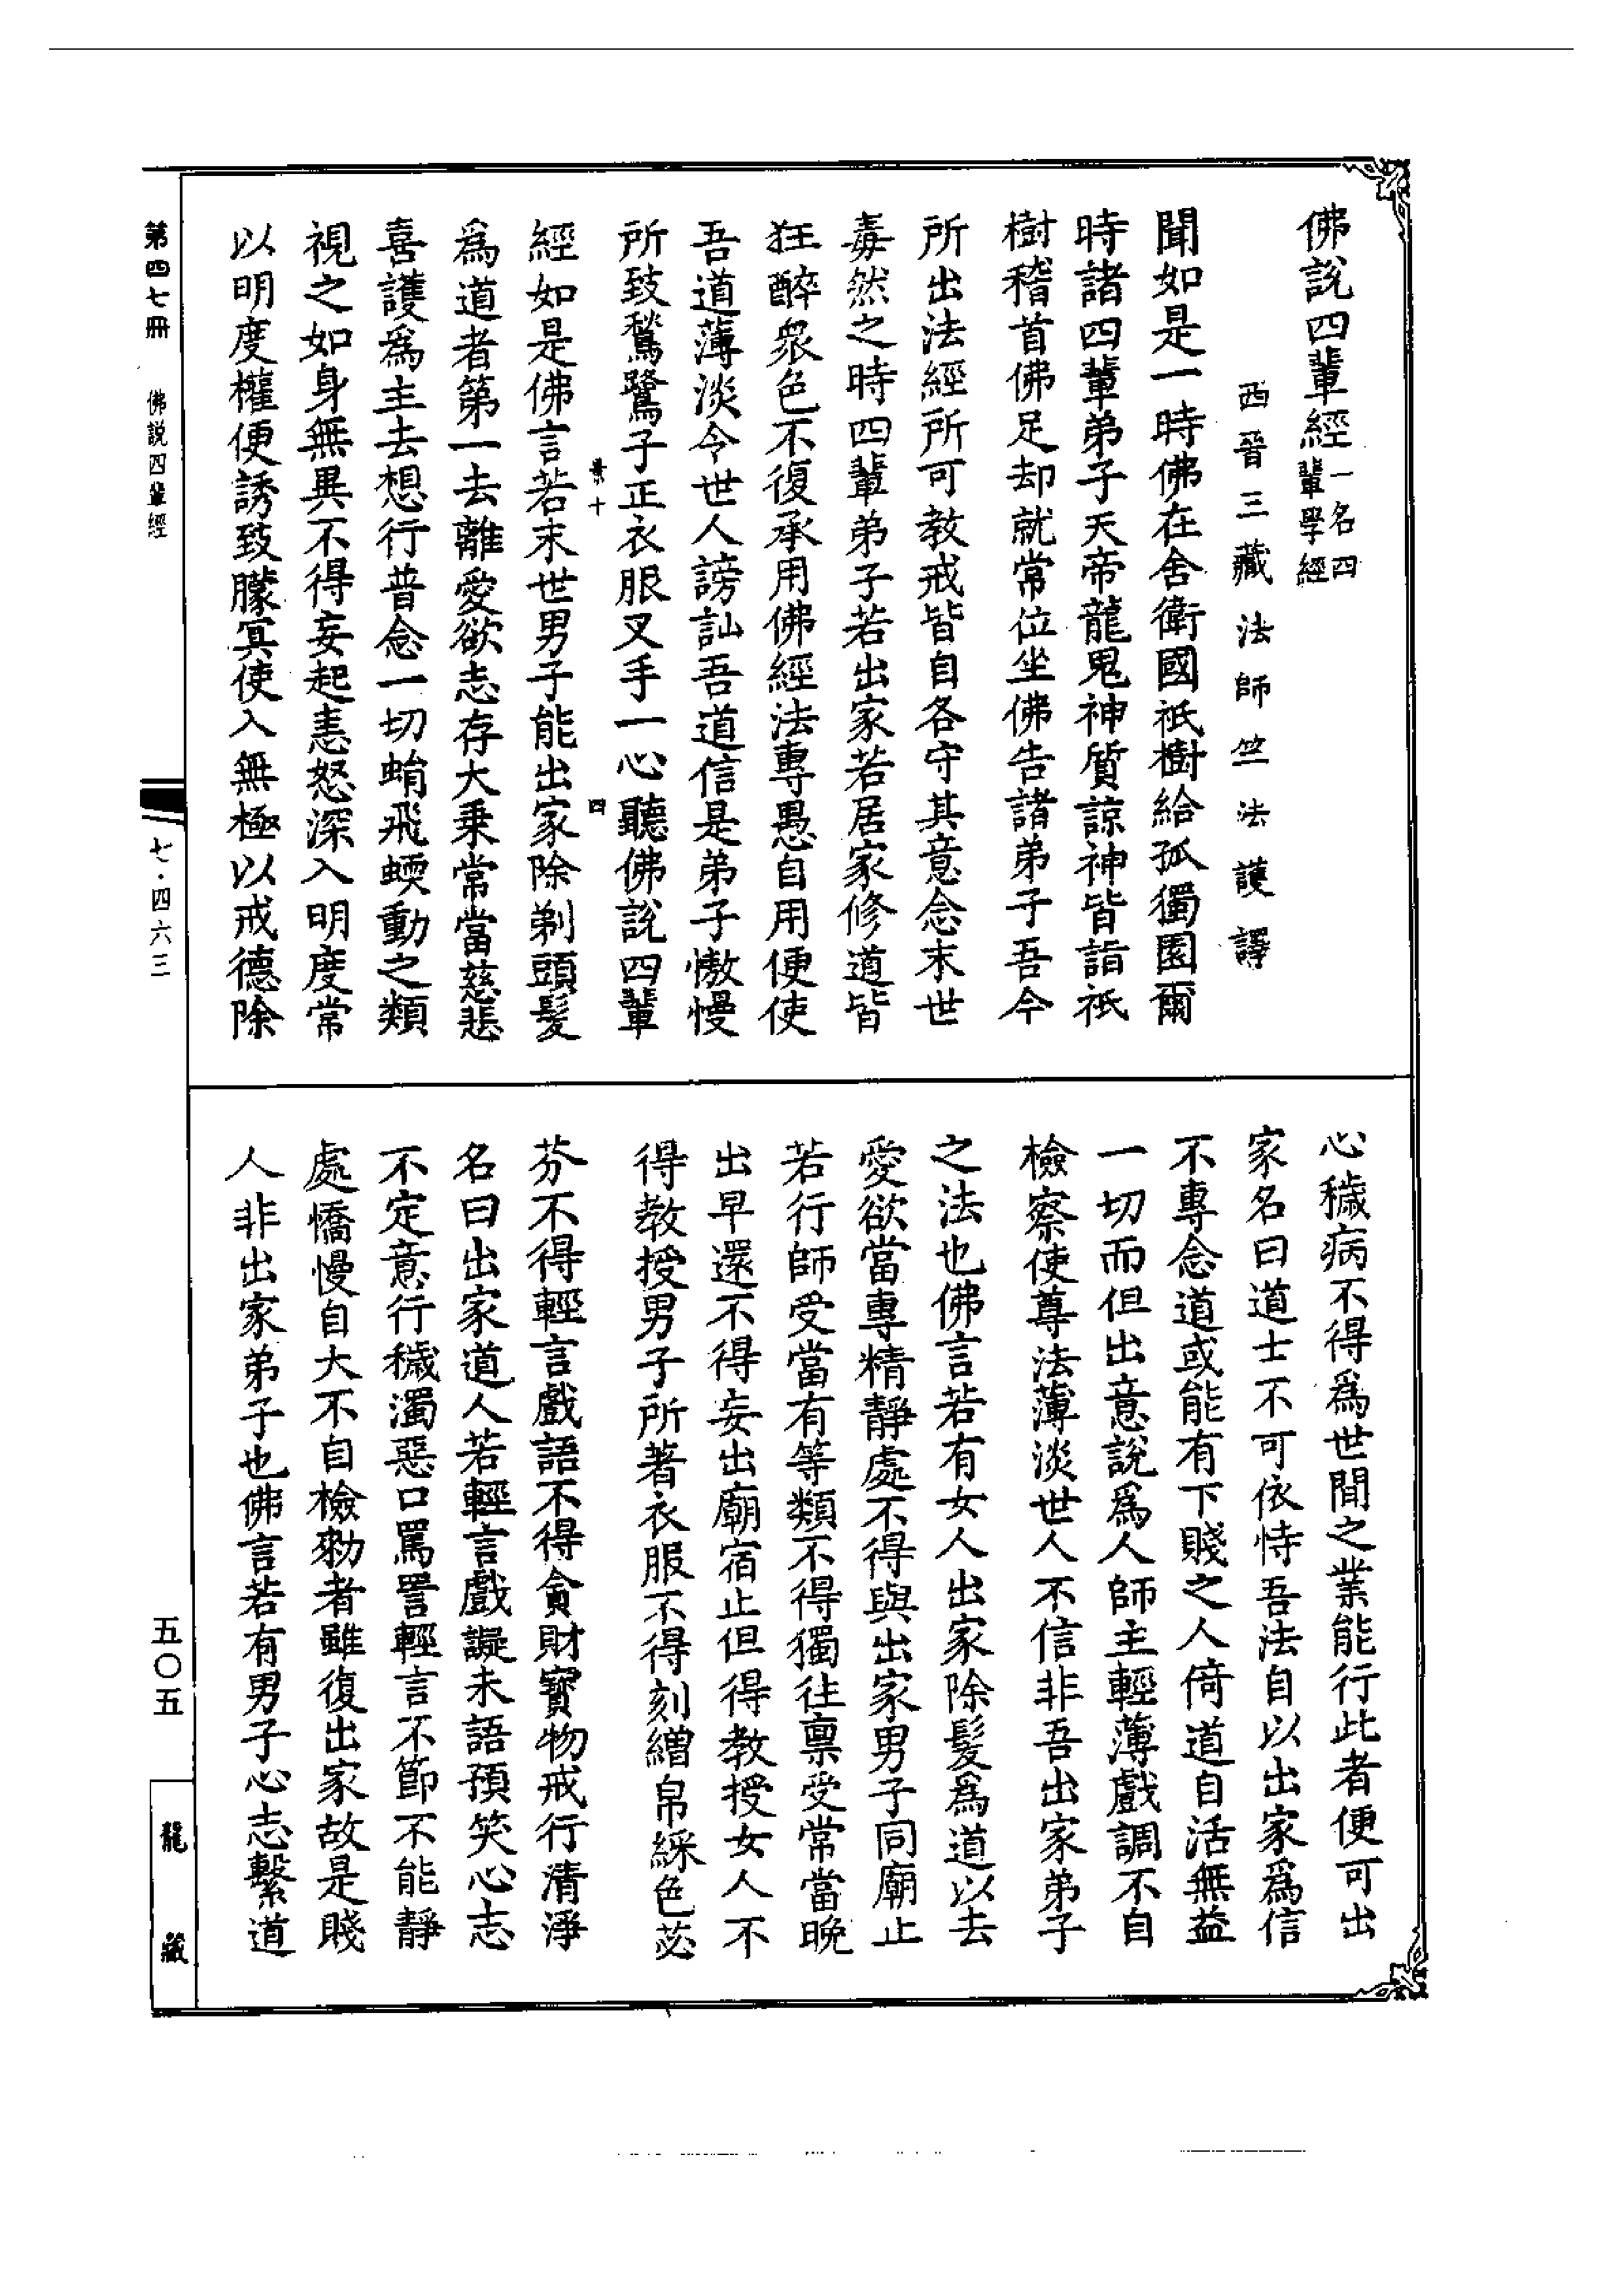 佛說四輩經一名四
輩學經
西晉三藏法師竺法護譯
聞如是一時佛在舍衛國祇樹給孤獨園爾
時諸四輩弟子天帝龍鬼神質諒神皆詣祇
樹稽首佛足却就常位坐佛告諸弟子吾今
所出法經所可教戒皆自各守其意念末世
毒然之時四輩弟子若出家若居家修道皆
狂醉眾色不復承用佛經法專愚自用便使
吾道薄淡令世人謗訕吾道信是弟子憿慢
所致鶖鷺子正衣服叉手一心聽佛說四輩
業十 四
經如是佛言若末世男子能出家除剃頭髮
為道者第一去離愛欲志存大乘常當慈悲
喜護為主去想行普念一切蜎飛蝡動之類
視之如身無異不得妄起恚怒深入明度常
以明度權便誘致朦冥使入無極以戒德除
心穢病不得為世間之業能行此者便可出
家名曰道士不可依恃吾法自以出家為信
不專念道或能有下賤之人倚道自活無益
一切而但出意說為人師主輕薄戲調不自
檢察使尊法薄淡世人不信非吾出家弟子
之法也佛言若有女人出家除髮為道以去
愛欲當專精靜處不得與出家男子同廟止
若行師受當有等類不得獨往稟受常當晚
出早還不得妄出廟宿止但得教授女人不
得教授男子所著衣服不得刻繒帛綵色苾
芬不得輕言戲語不得貪財寶物戒行清淨
名曰出家道人若輕言戲譺未語預笑心志
不定意行穢濁惡口罵詈輕言不節不能靜
處憍慢自大不自檢勑者雖復出家故是賤
人非出家弟子也佛言若有男子心志繫道
第四七冊 佛說四輩經
七·四六三
五〇五
龍藏